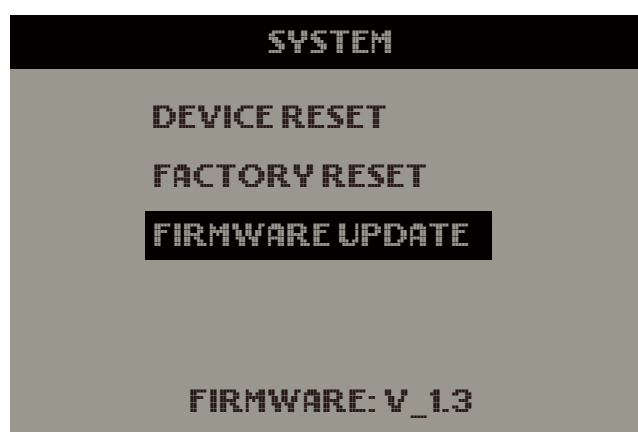 SYSTEM
DEVICE RESET
FACTORY RESET
FIRMWARE UPDATE
FIRMWARE: V_1.3